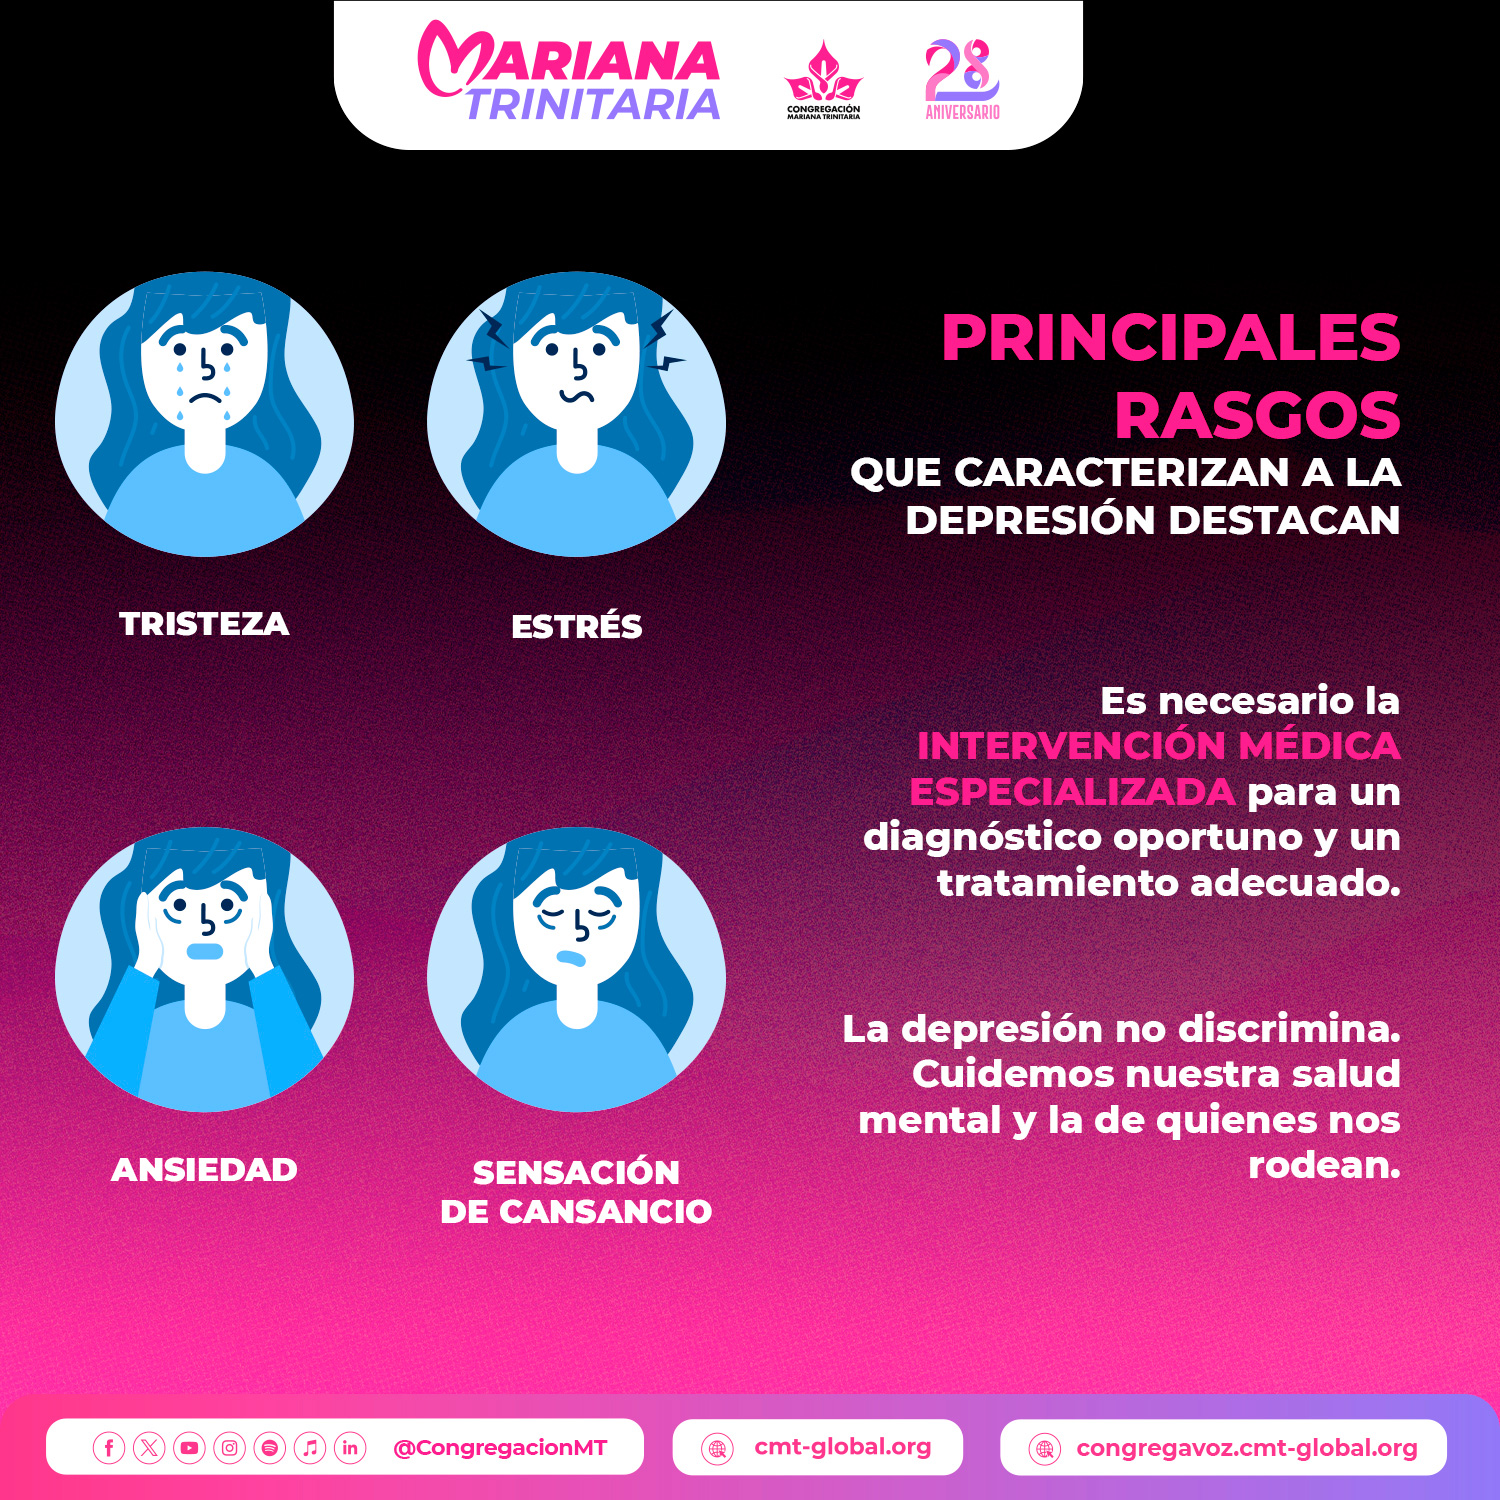 MARIANA
TRINITARIA
CONGREGACIÓN
MARIANA TRINITARIA
28
ANIVERSARIO
PRINCIPALES
RASGOS
QUE CARACTERIZAN A LA
DEPRESIÓN DESTACAN
TRISTEZA
ESTRÉS
Es necesario la
INTERVENCIÓN MÉDICA
ESPECIALIZADA para un
diagnóstico oportuno y un
tratamiento adecuado.
ANSIEDAD
SENSACIÓN
DE CANSANCIO
La depresión no discrimina.
Cuidemos nuestra salud
mental y la de quienes nos
rodean.
@CongregacionMT
cmt-global.org
congregavoz.cmt-global.org